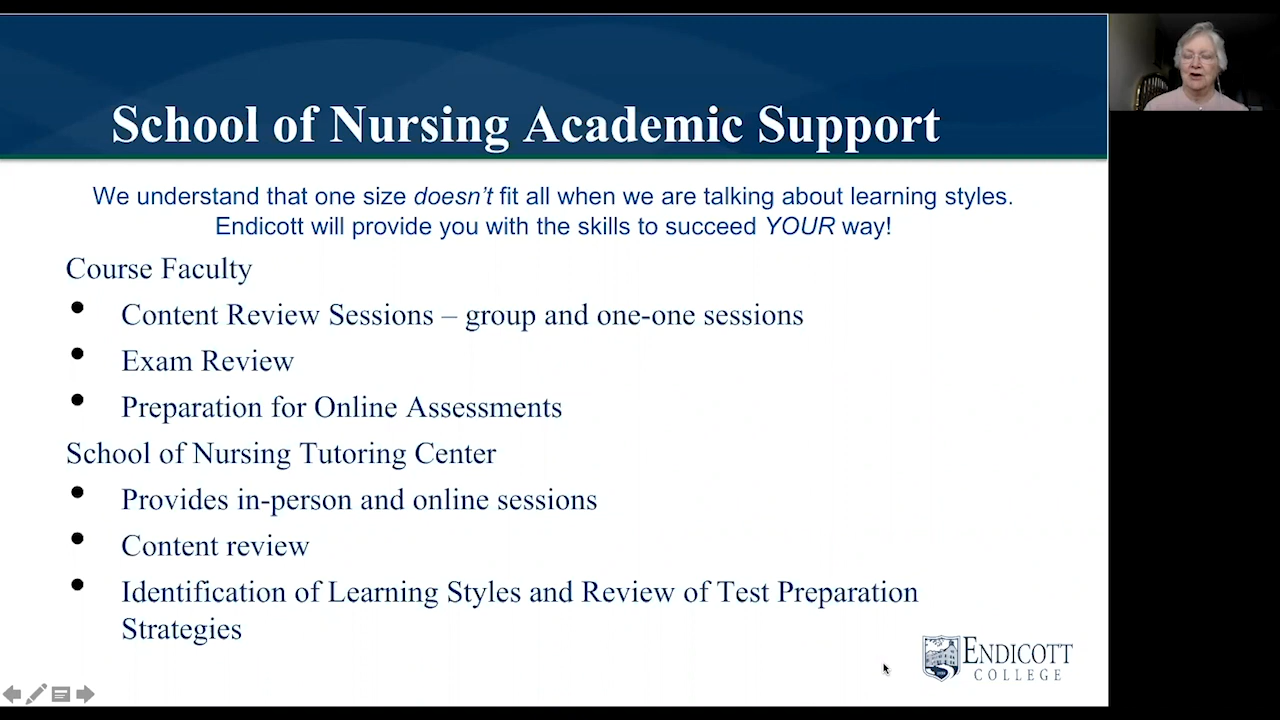 School of Nursing Academic Support
We understand that one size doesn't fit all when we are talking about learning styles.
Endicott will provide you with the skills to succeed YOUR way!
Course Faculty
• Content Review Sessions – group and one-one sessions
• Exam Review
• Preparation for Online Assessments
School of Nursing Tutoring Center
• Provides in-person and online sessions
• Content review
• Identification of Learning Styles and Review of Test Preparation
Strategies
ENDICOTT
COLLEGE